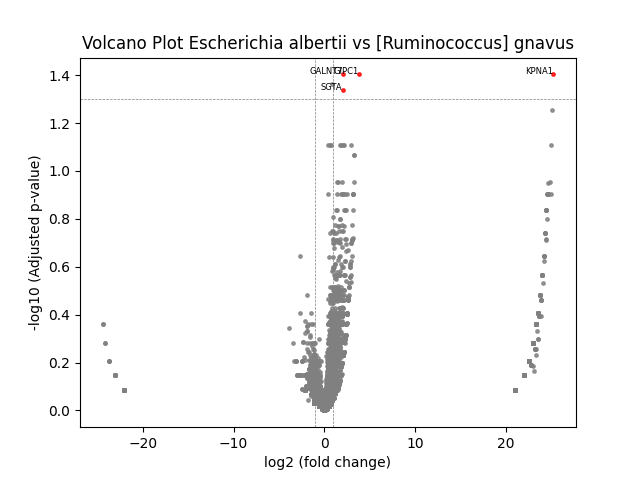 Volcano Plot Escherichia albertii vs [Ruminococcus] gnavus
-log10 (Adjusted p-value)
1.4
1.2
1.0
0.8
0.6
0.4
0.2
0.0
KPNA1
SGTA
−20
−10
0
10
20
log2 (fold change)